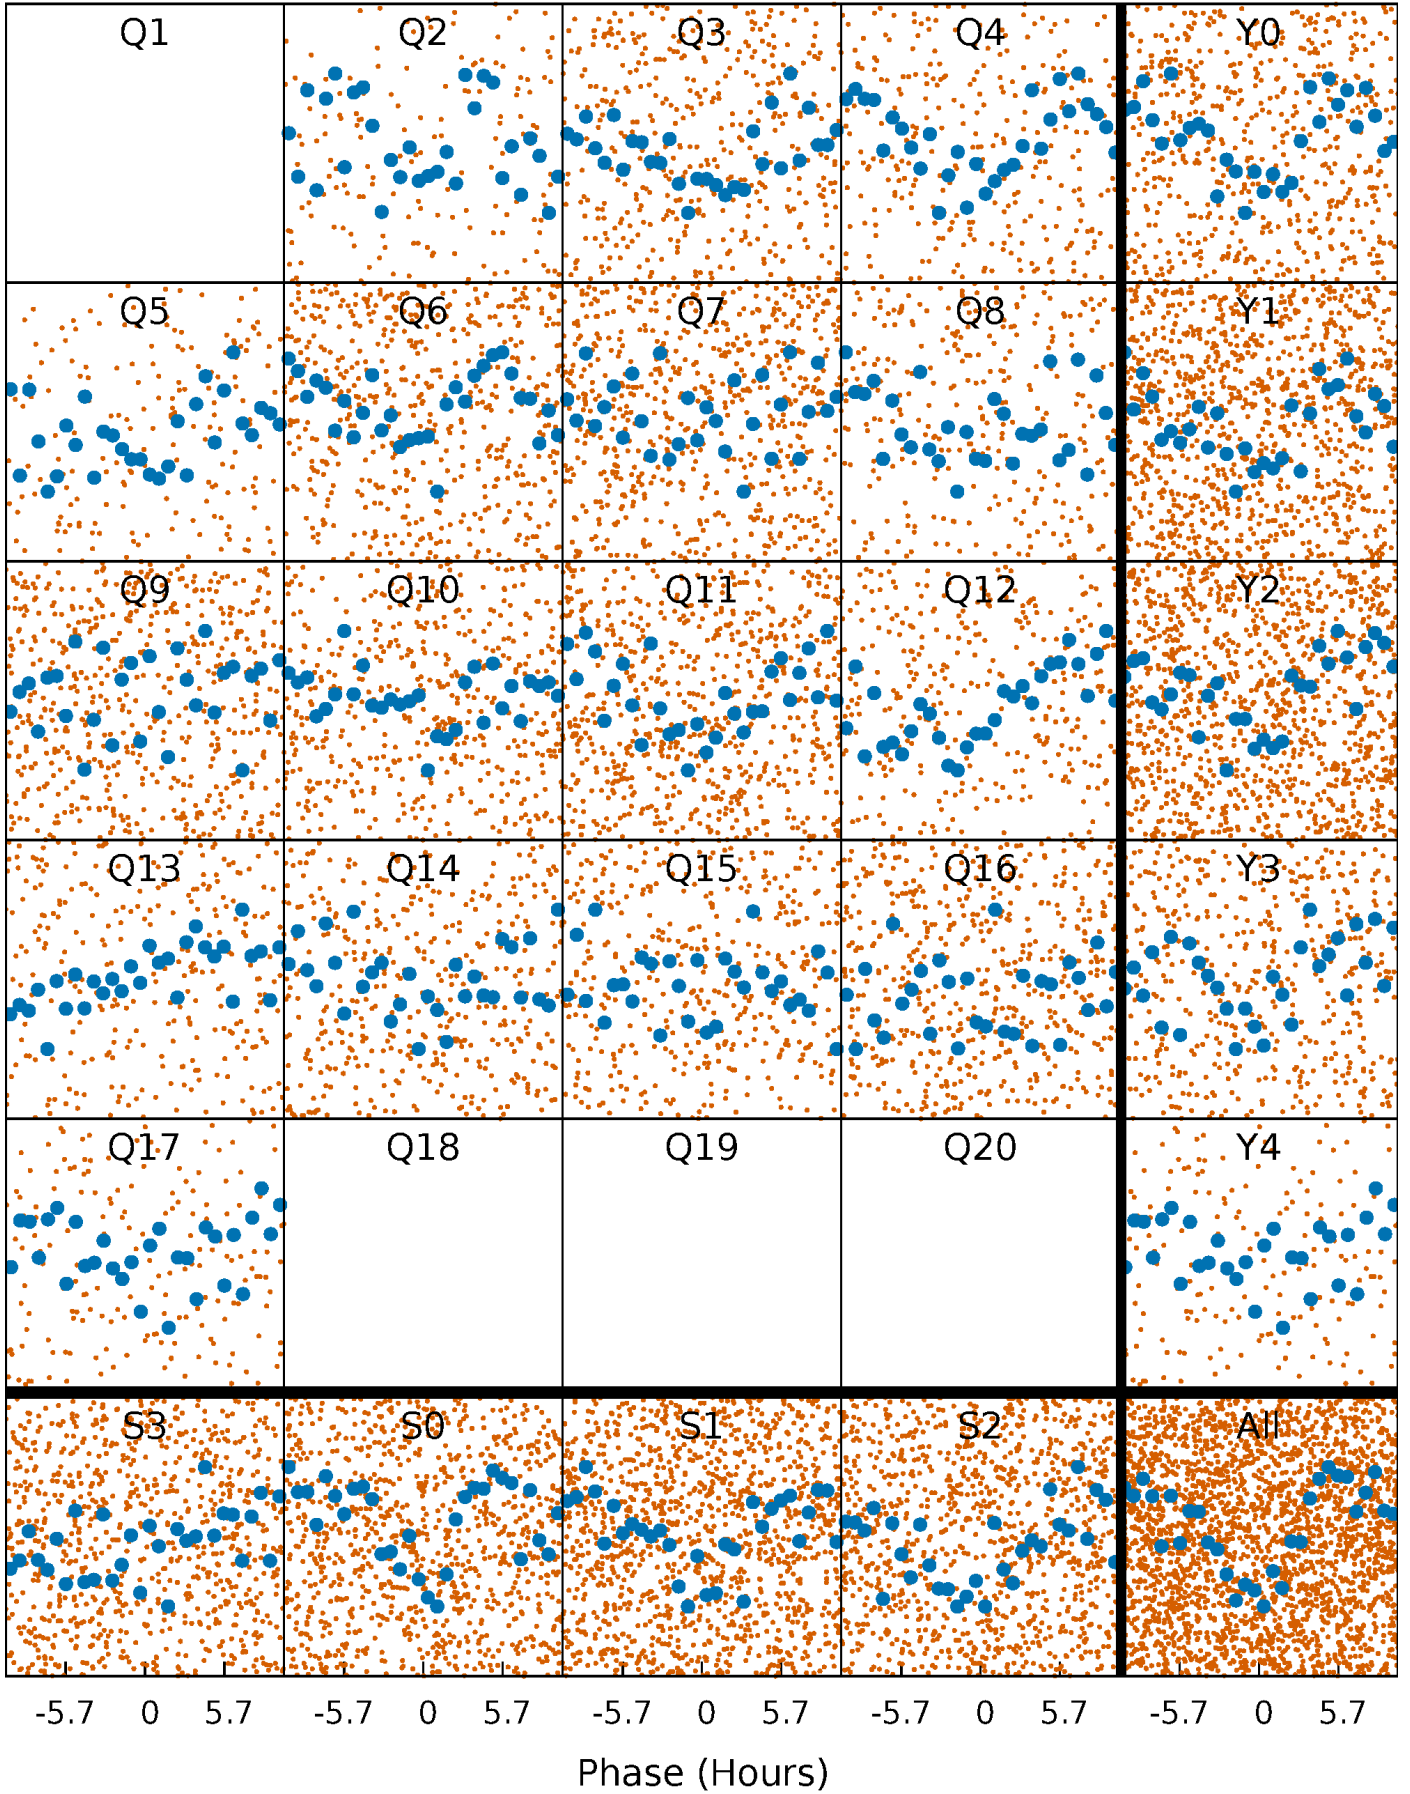 Q1 Q2 Q3 Q4 Y0
Q5 Q6 Q7 Q8 Y1
Q9 Q10 Q11 Q12 Y2
Q13 Q14 Q15 Q16 Y3
Q17 Q18 Q19 Q20 Y4
S3 S0 S1 S2 All
-5.7 0 5.7 -5.7 0 5.7 -5.7 0 5.7 -5.7 0 5.7 -5.7 0 5.7
Phase (Hours)